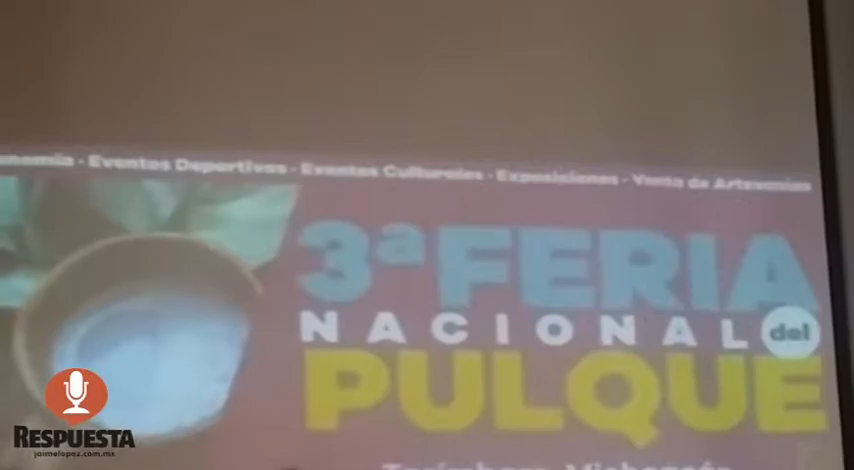 · Eventos Deportivos · Eventos Culturales · Exposiciones · Venta de Artesanías
3ª FERIA
NACIONAL del
PULQUE
RESPUESTA
jaimelopez.com.mx